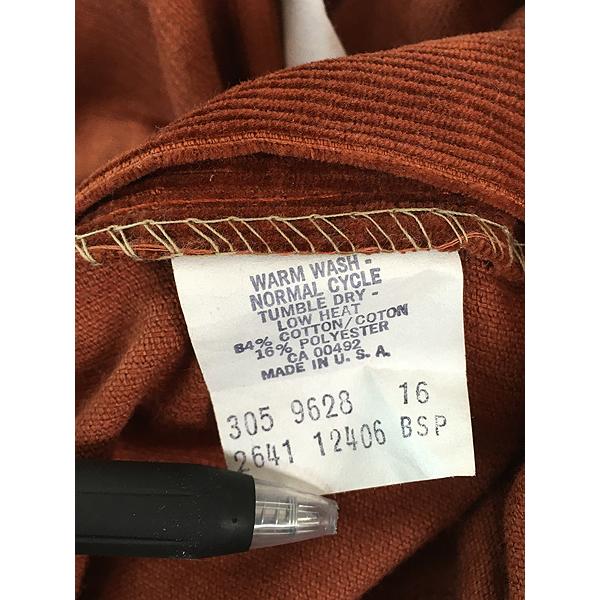 WARM WASH -
NORMAL CYCLE
TUMBLE DRY -
LOW HEAT
84% COTTON/COTON
16% POLYESTER
CA 00492
MADE IN U. S. A.
305 9628 16
2641 12406 BSP